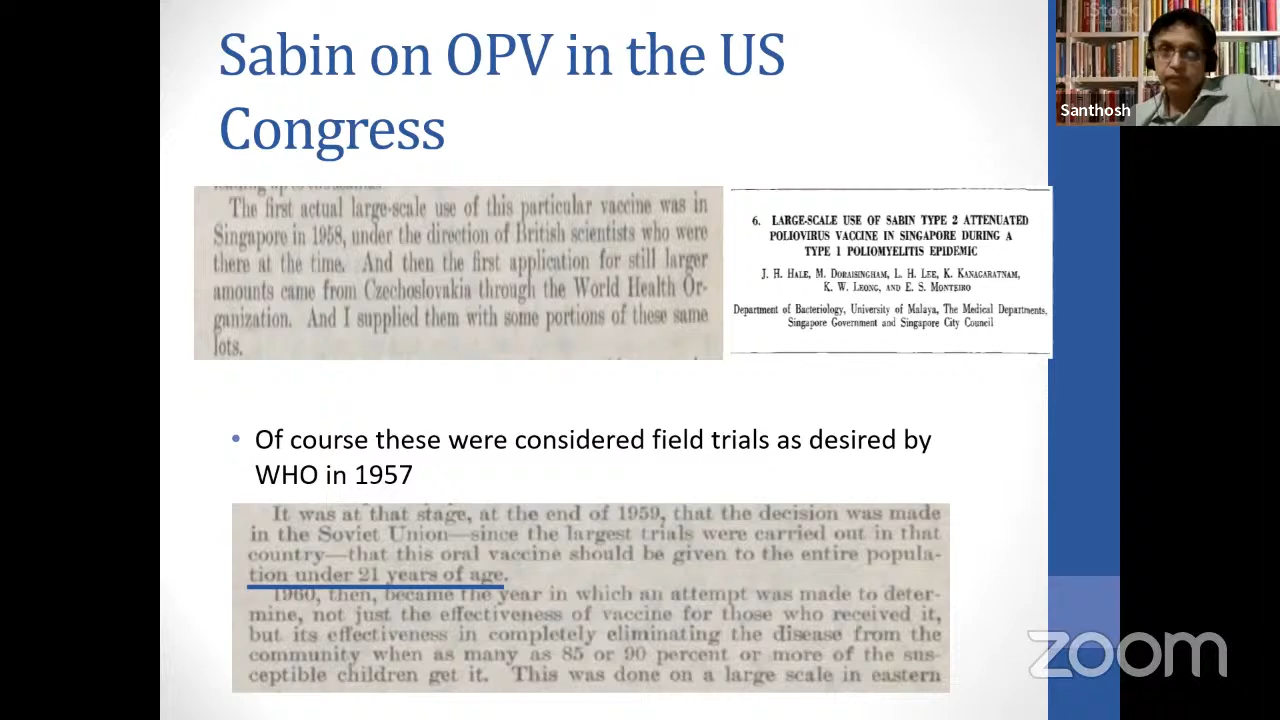 Sabin on OPV in the US
Congress
The first actual large-scale use of this particular vaccine was in
Singapore in 1958, under the direction of British scientists who were
there at the time. And then the first application for still larger
amounts came from Czechoslovakia through the World Health Or-
ganization. And I supplied them with some portions of these same
lots.
6. LARGE-SCALE USE OF SABIN TYPE 2 ATTENUATED
POLIOVIRUS VACCINE IN SINGAPORE DURING A
TYPE 1 POLIOMYELITIS EPIDEMIC
J. H. HALE, M. DORAISINGHAM, L. H. LEE, K. KANAGARATNAM,
K. W. LEONG, AND E. S. MONTEIRO
Department of Bacteriology, University of Malaya, The Medical Departments,
Singapore Government and Singapore City Council
• Of course these were considered field trials as desired by
WHO in 1957
It was at that stage, at the end of 1959, that the decision was made
in the Soviet Union—since the largest trials were carried out in that
country—that this oral vaccine should be given to the entire popula-
tion under 21 years of age.
1960, then, became the year in which an attempt was made to deter-
mine, not just the effectiveness of vaccine for those who received it,
but its effectiveness in completely eliminating the disease from the
community when as many as 85 or 90 percent or more of the sus-
ceptible children get it. This was done on a large scale in eastern
iStock
Santhosh
zoom